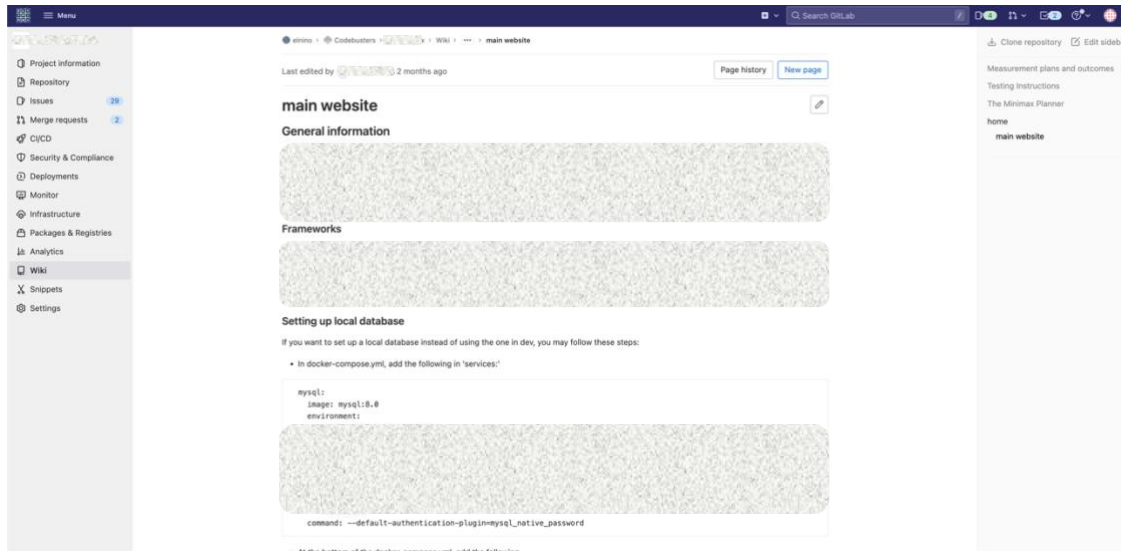 Menu
Search GitLab
/
4
2
Project information
Repository
Issues 29
Merge requests 2
CI/CD
Security & Compliance
Deployments
Monitor
Infrastructure
Packages & Registries
Analytics
Wiki
Snippets
Settings
einino › Codebusters › › Wiki › ··· › main website
Last edited by 2 months ago
Page history
New page
main website
General information
Frameworks
Setting up local database
If you want to set up a local database instead of using the one in dev, you may follow these steps:
• In docker-compose.yml, add the following in 'services:'
mysql:
image: mysql:8.0
environment:
command: --default-authentication-plugin=mysql_native_password
Clone repository Edit sideb
Measurement plans and outcomes
Testing Instructions
The Minimax Planner
home
main website